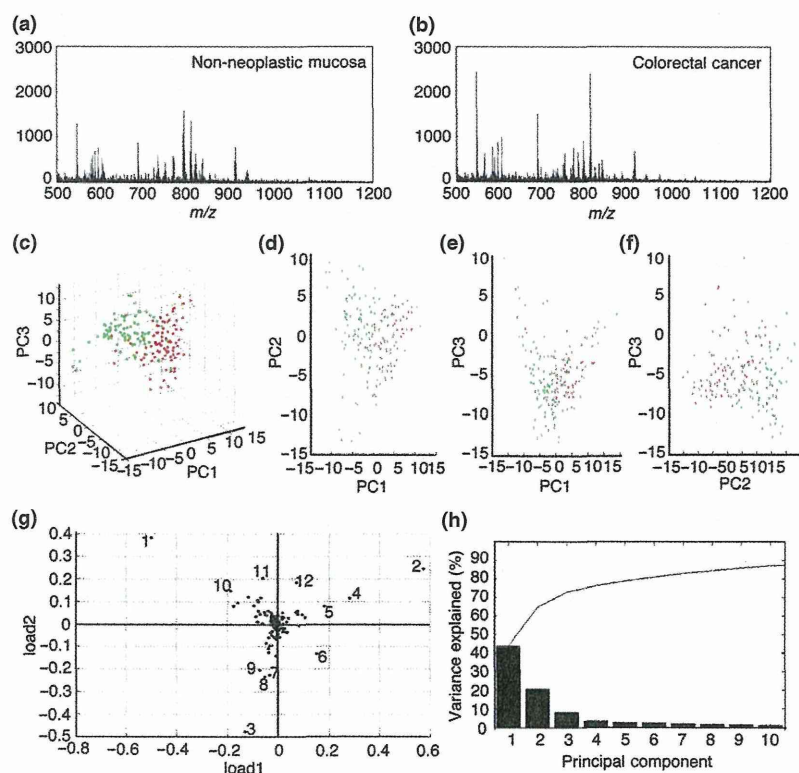 (a)
3000
2000
1000
0
Non-neoplastic mucosa
500 600 700 800 900 1000 1100 1200
m/z
(b)
3000
2000
1000
0
Colorectal cancer
500 600 700 800 900 1000 1100 1200
m/z
(c)
PC3
10
5
0
-5
-10
10
5
0
-5
-10
-15
PC2
-15
-10
-5
0
5
10
15
PC1
(d)
PC2
10
5
0
-5
-10
-15
-15 -10 -5 0 5 10 15
PC1
(e)
PC3
10
5
0
-5
-10
-15
-15 -10 -5 0 5 10 15
PC1
(f)
PC3
10
5
0
-5
-10
-15
-15 -10 -5 0 5 10 15
PC2
(g)
load2
0.4
0.3
0.2
0.1
0
-0.1
-0.2
-0.3
-0.4
-0.5
1
2
10
11
12
4
5
6
9
7
8
3
-0.8 -0.6 -0.4 -0.2 0 0.2 0.4 0.6
load1
(h)
Variance explained (%)
90
80
70
60
50
40
30
20
10
0
1 2 3 4 5 6 7 8 9 10
Principal component